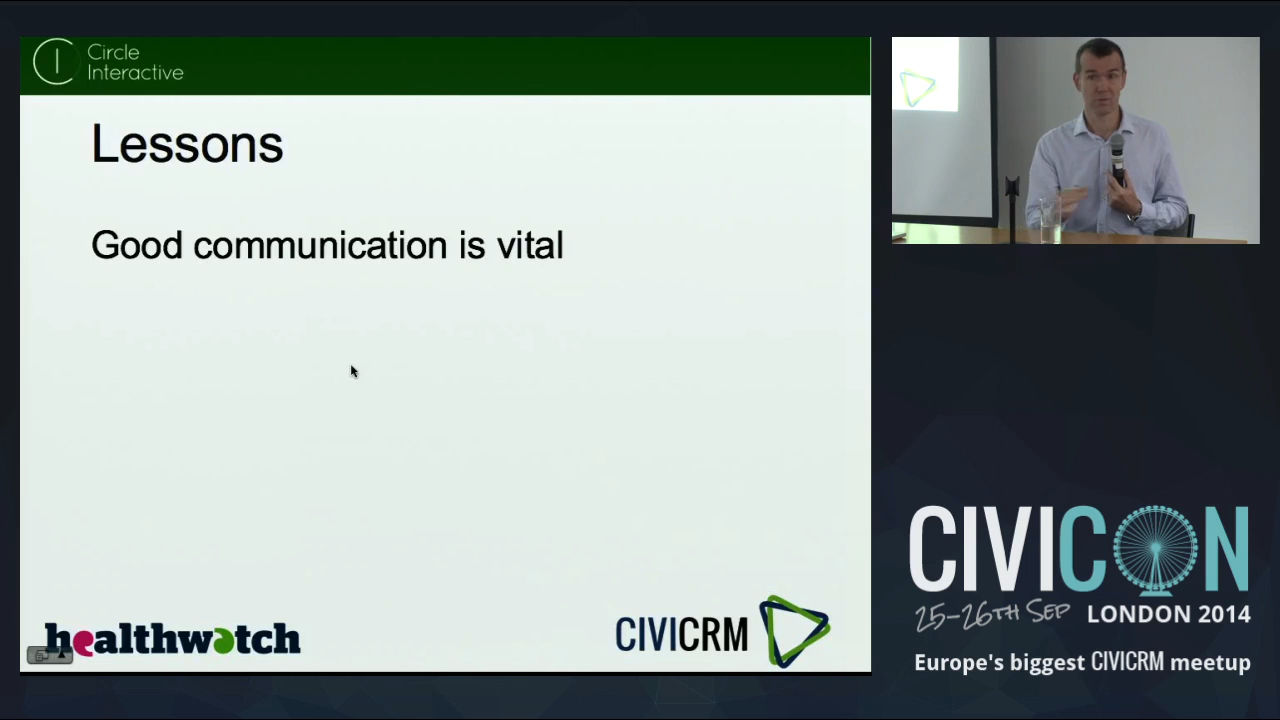 Circle
Interactive
Lessons
Good communication is vital
healthwatch
CIVICRM
CIVICON
25-26TH SEP LONDON 2014
Europe's biggest CIVICRM meetup